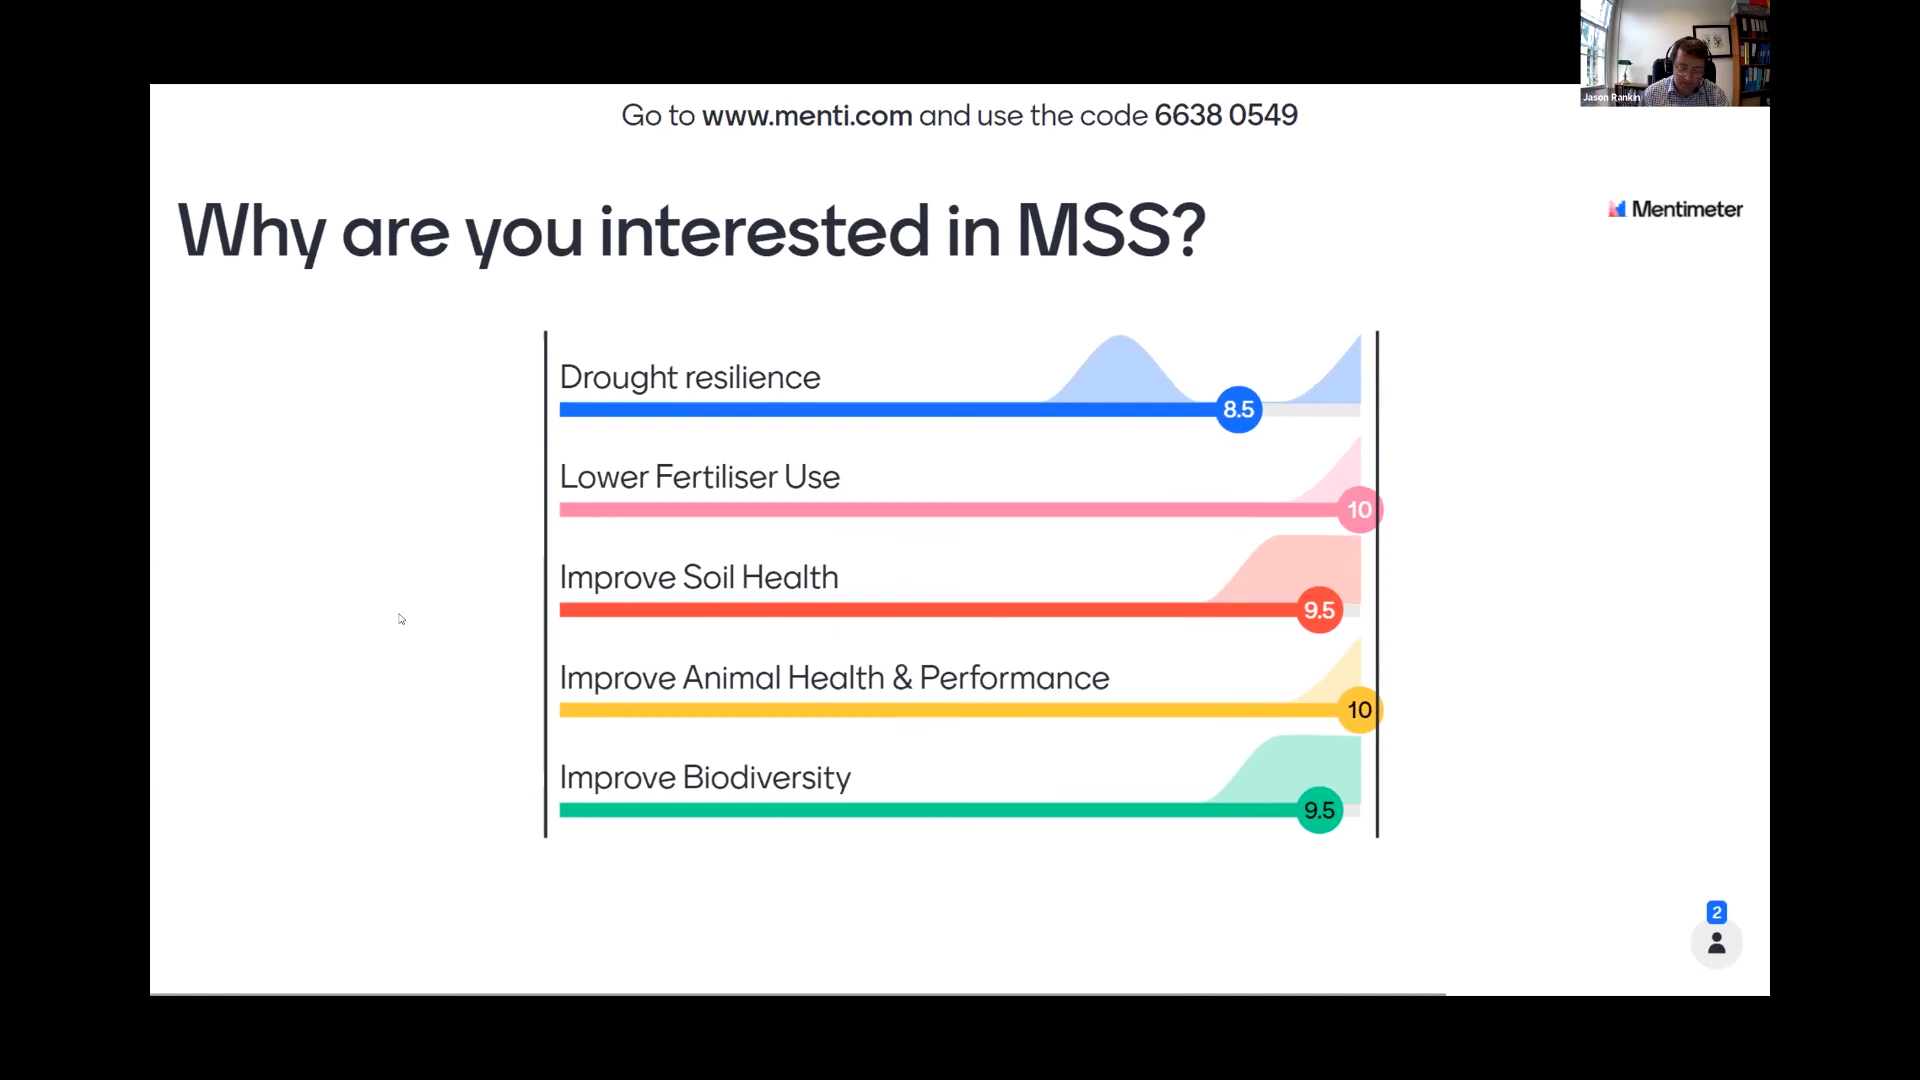 Go to www.menti.com and use the code 6638 0549
Jason Rankin
Why are you interested in MSS?
Mentimeter
Drought resilience
8.5
Lower Fertiliser Use
10
Improve Soil Health
9.5
Improve Animal Health & Performance
10
Improve Biodiversity
9.5
2